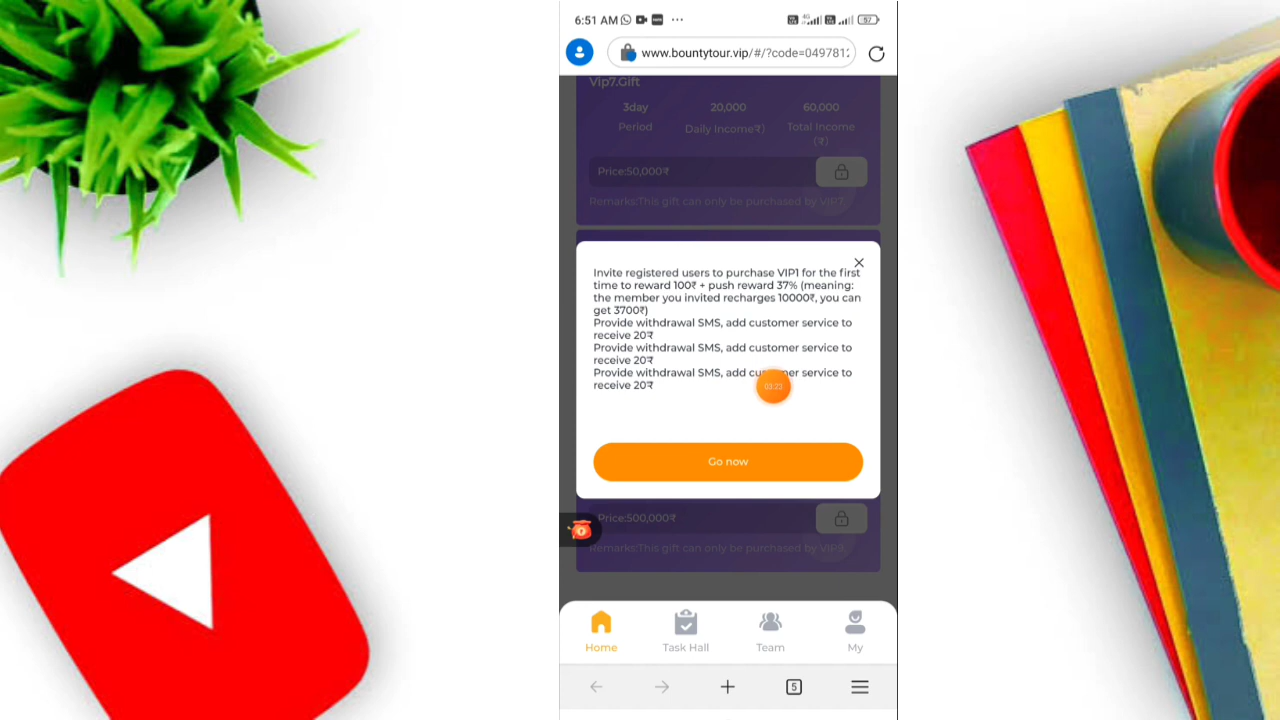 6:51 AM
4G
97
www.bountytour.vip/#/?code=049781
Vip7.Gift
3day 20,000 60,000
Period Daily Income₹) Total Income
(₹)
Price:50,000₹
Remarks:This gift can only be purchased by VIP7.
Invite registered users to purchase VIP1 for the first
time to reward 100₹ + push reward 37% (meaning:
the member you invited recharges 10000₹, you can
get 3700₹)
Provide withdrawal SMS, add customer service to
receive 20₹
Provide withdrawal SMS, add customer service to
receive 20₹
Provide withdrawal SMS, add service to
receive 20₹
03:23
Go now
Price:500,000₹
Remarks:This gift can only be purchased by VIP9.
Home Task Hall Team My
5